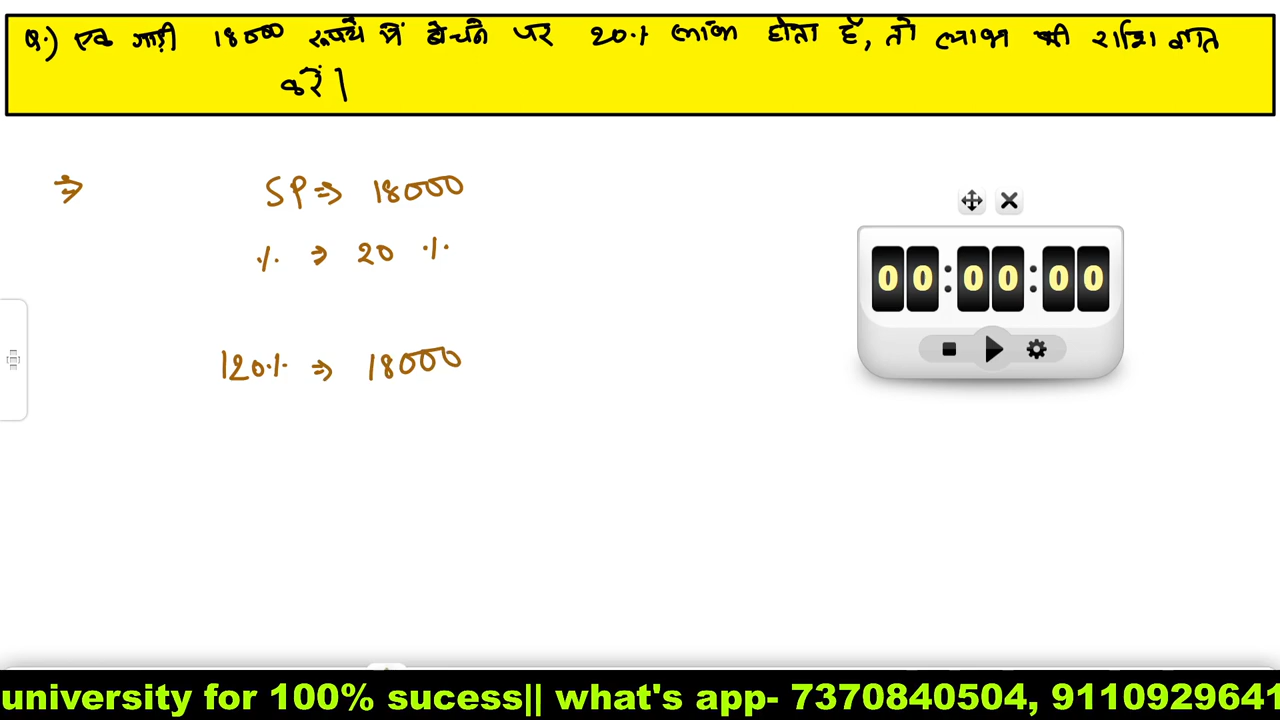 Q.) एक गाड़ी 18000 रूपये में बेचने पर 20% लाभ होता है, तो लाभ की राशि ज्ञात
करें।
⇒ SP ⇒ 18000
% ⇒ 20 %
00:00:00
120% ⇒ 18000
university for 100% sucess|| what's app- 7370840504, 9110929641